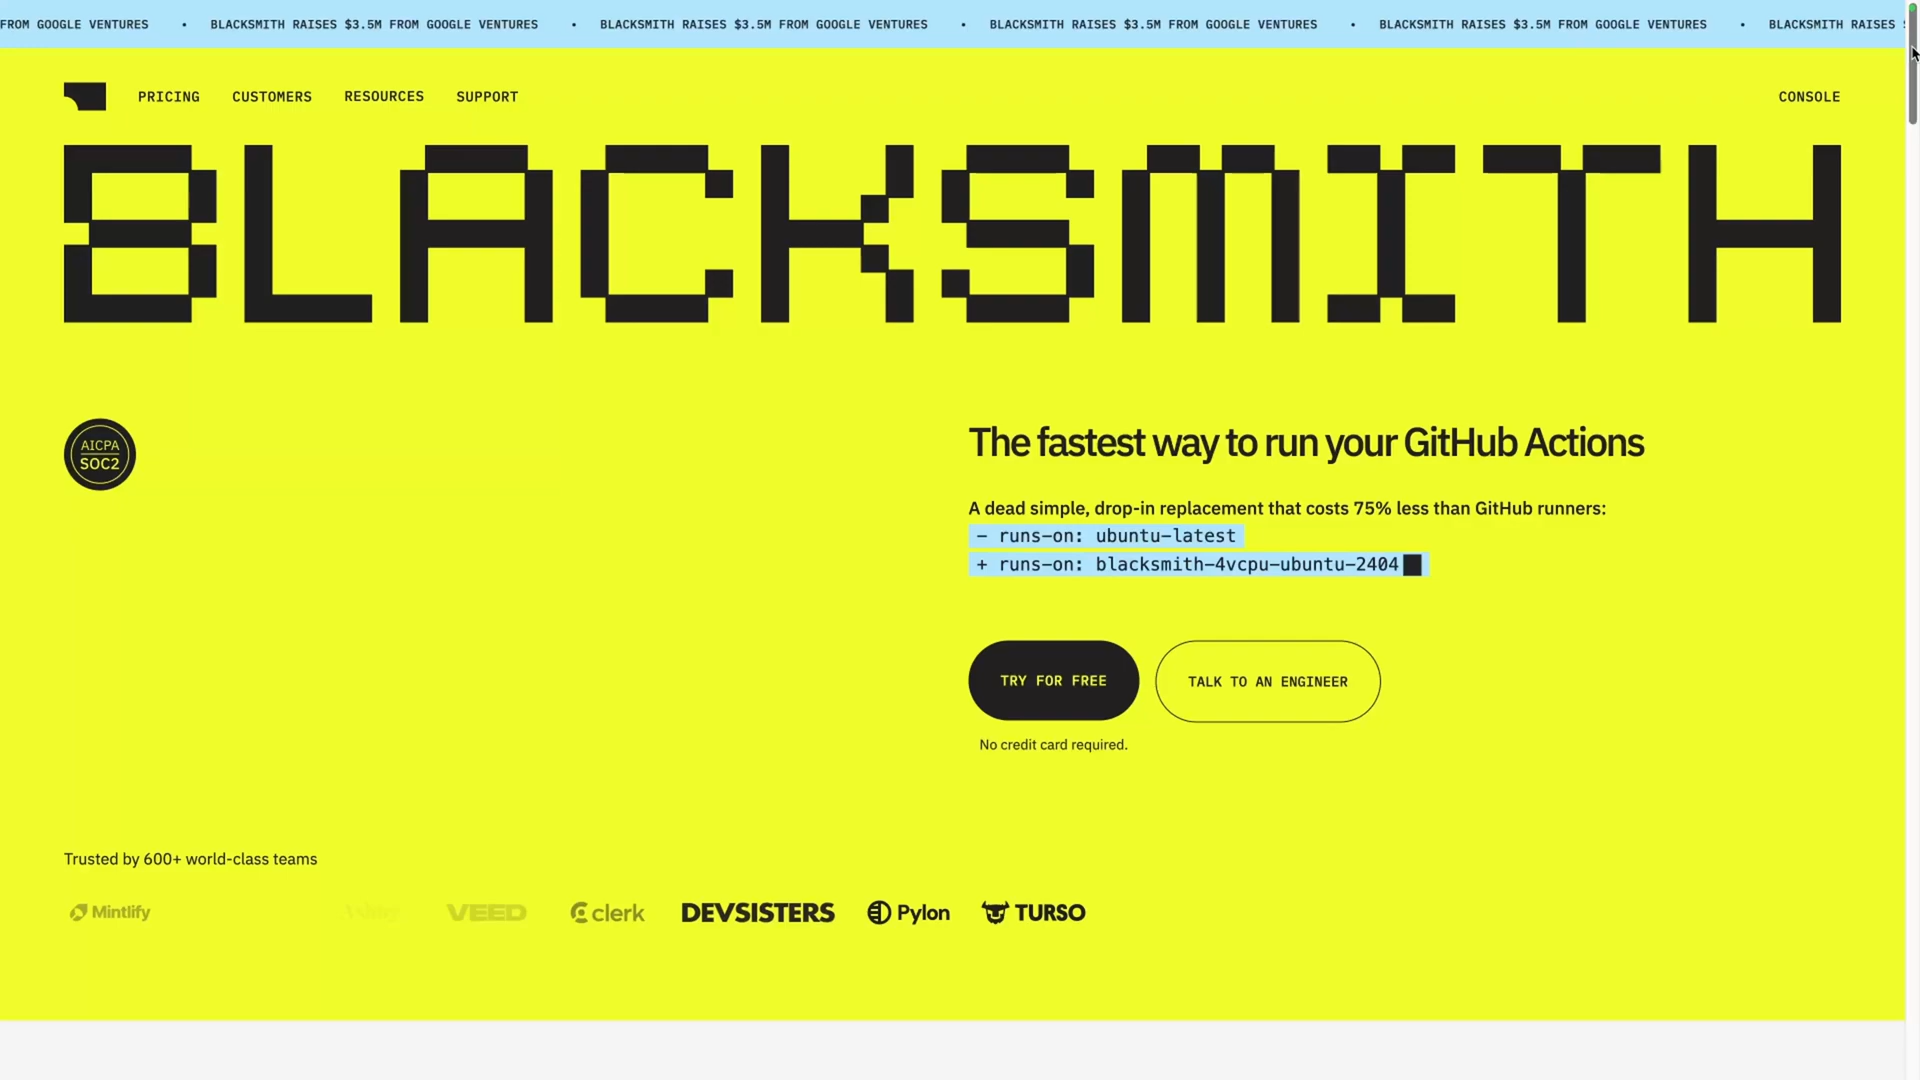 FROM GOOGLE VENTURES • BLACKSMITH RAISES $3.5M FROM GOOGLE VENTURES • BLACKSMITH RAISES $3.5M FROM GOOGLE VENTURES • BLACKSMITH RAISES $3.5M FROM GOOGLE VENTURES • BLACKSMITH RAISES $3.5M FROM GOOGLE VENTURES • BLACKSMITH RAISES
PRICING CUSTOMERS RESOURCES SUPPORT CONSOLE
BLACKSMITH
AICPA
SOC2
The fastest way to run your GitHub Actions
A dead simple, drop-in replacement that costs 75% less than GitHub runners:
- runs-on: ubuntu-latest
+ runs-on: blacksmith-4vcpu-ubuntu-2404
TRY FOR FREE TALK TO AN ENGINEER
No credit card required.
Trusted by 600+ world-class teams
Mintlify VEED clerk DEVSISTERS Pylon TURSO